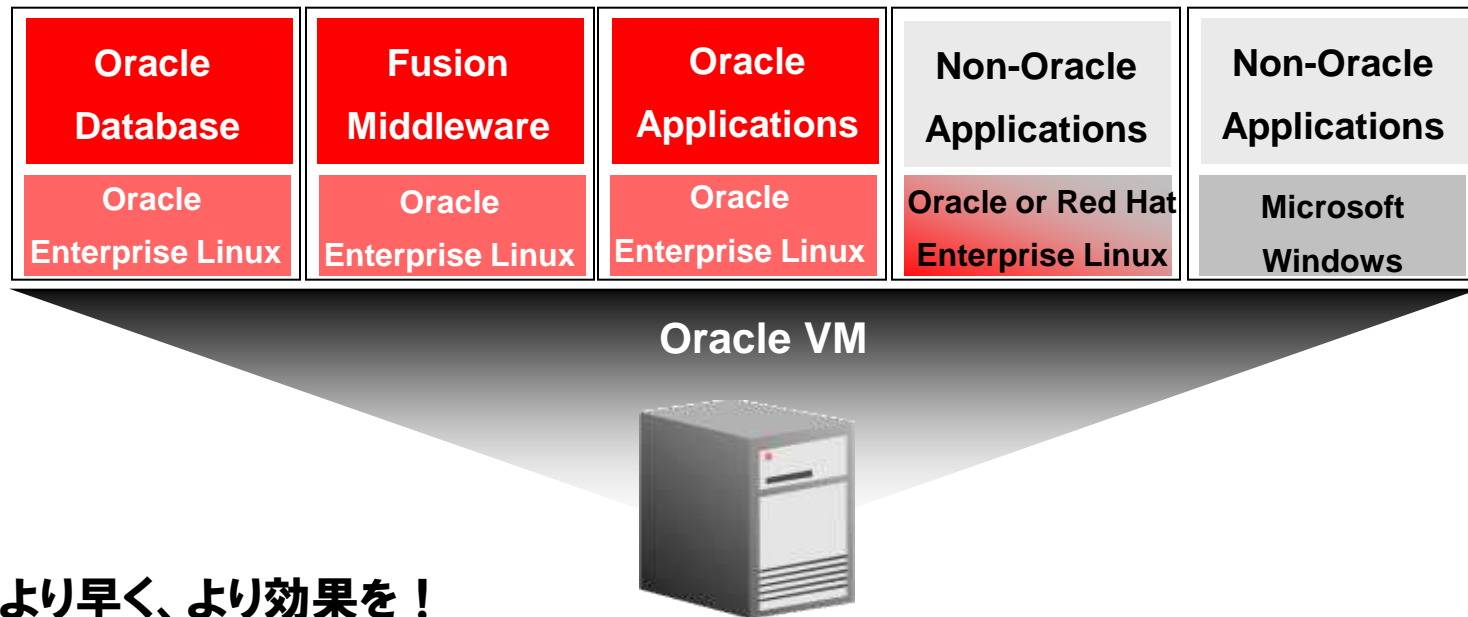 Oracle
Database
Fusion
Middleware
Oracle
Applications
Non-Oracle
Applications
Non-Oracle
Applications
Oracle
Enterprise Linux
Oracle
Enterprise Linux
Oracle
Enterprise Linux
Oracle or Red Hat
Enterprise Linux
Microsoft
Windows
Oracle VM
より早く、より効果を！